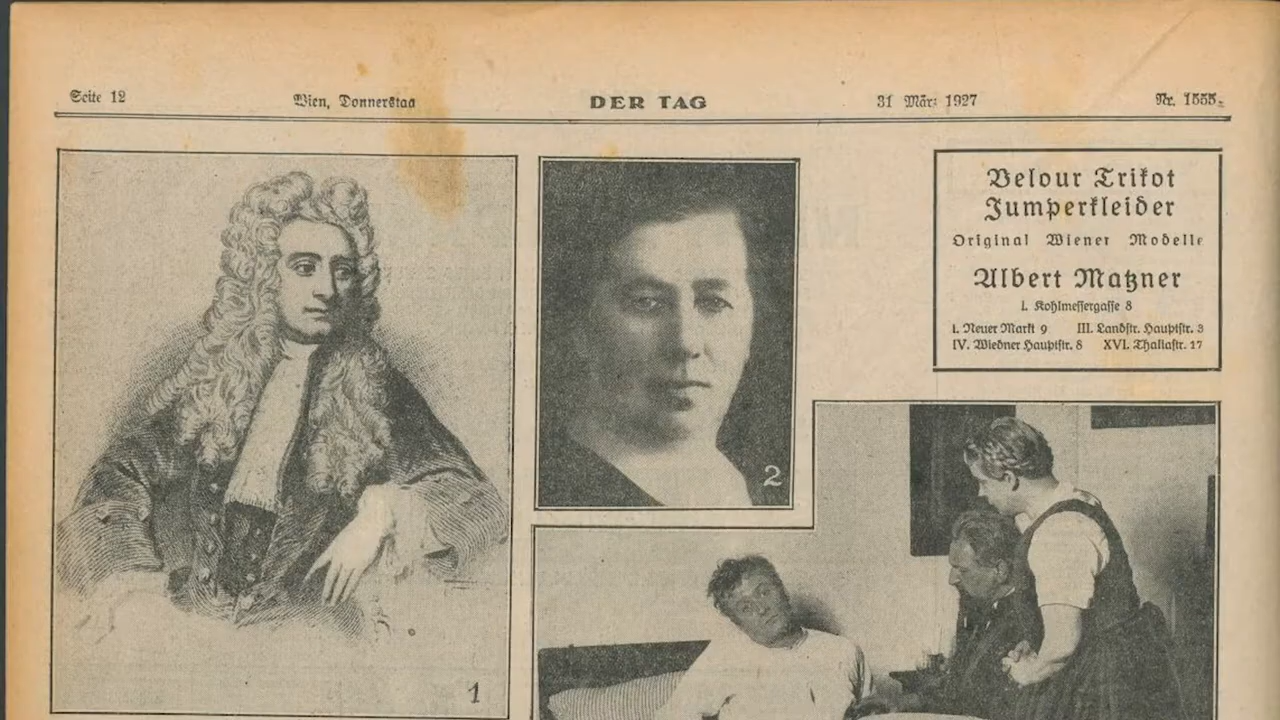 Seite 12
Wien, Donnerstag
DER TAG
31 März 1927
Nr. 1555.
Velour Trikot
Jumperkleider
Original Wiener Modelle
Albert Matzner
I. Kohlmessergasse 8
I. Neuer Markt 9 III. Landstr. Hauptstr. 3
IV. Wiedner Hauptstr. 8 XVI. Thaliastr. 17
2
1